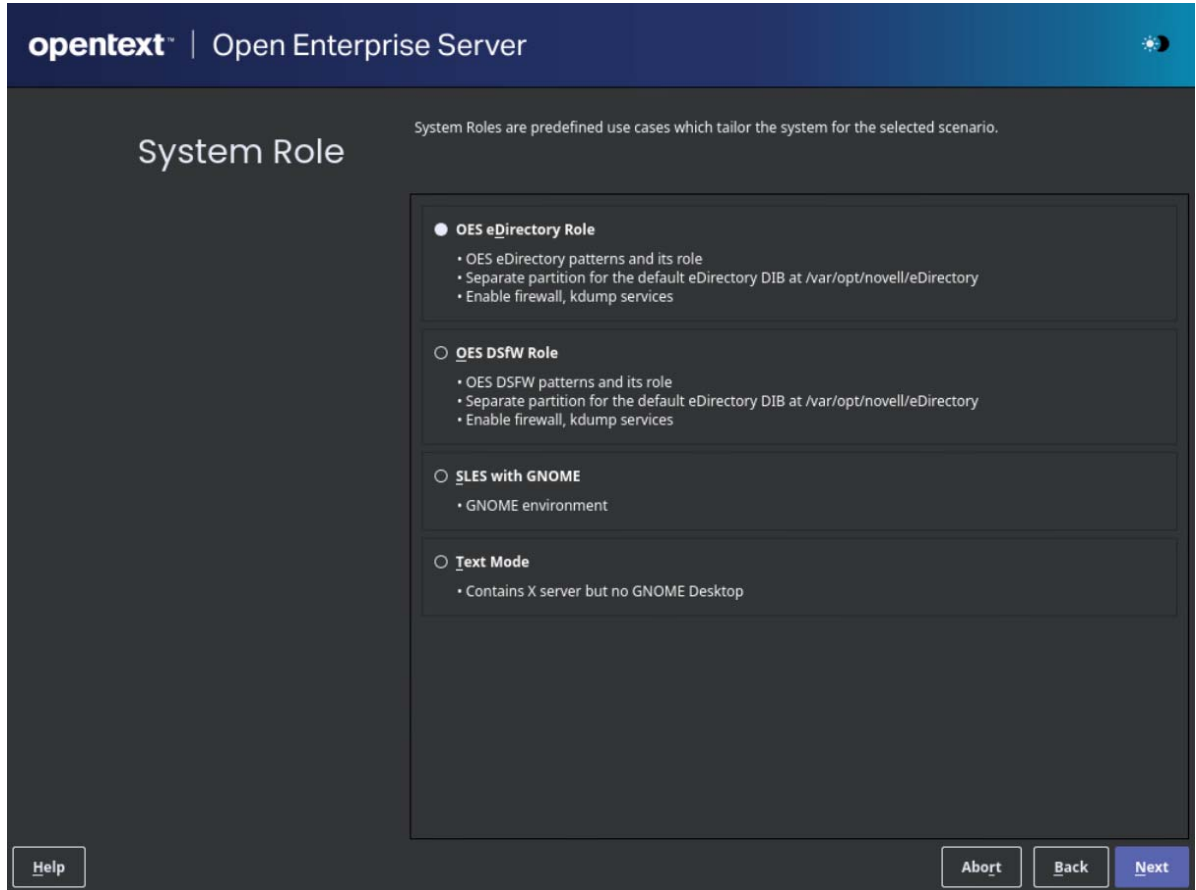 opentext™ | Open Enterprise Server
System Role
System Roles are predefined use cases which tailor the system for the selected scenario.
OES eDirectory Role
• OES eDirectory patterns and its role
• Separate partition for the default eDirectory DIB at /var/opt/novell/eDirectory
• Enable firewall, kdump services
OES DSfW Role
• OES DSFW patterns and its role
• Separate partition for the default eDirectory DIB at /var/opt/novell/eDirectory
• Enable firewall, kdump services
SLES with GNOME
• GNOME environment
Text Mode
• Contains X server but no GNOME Desktop
Help
Abort
Back
Next